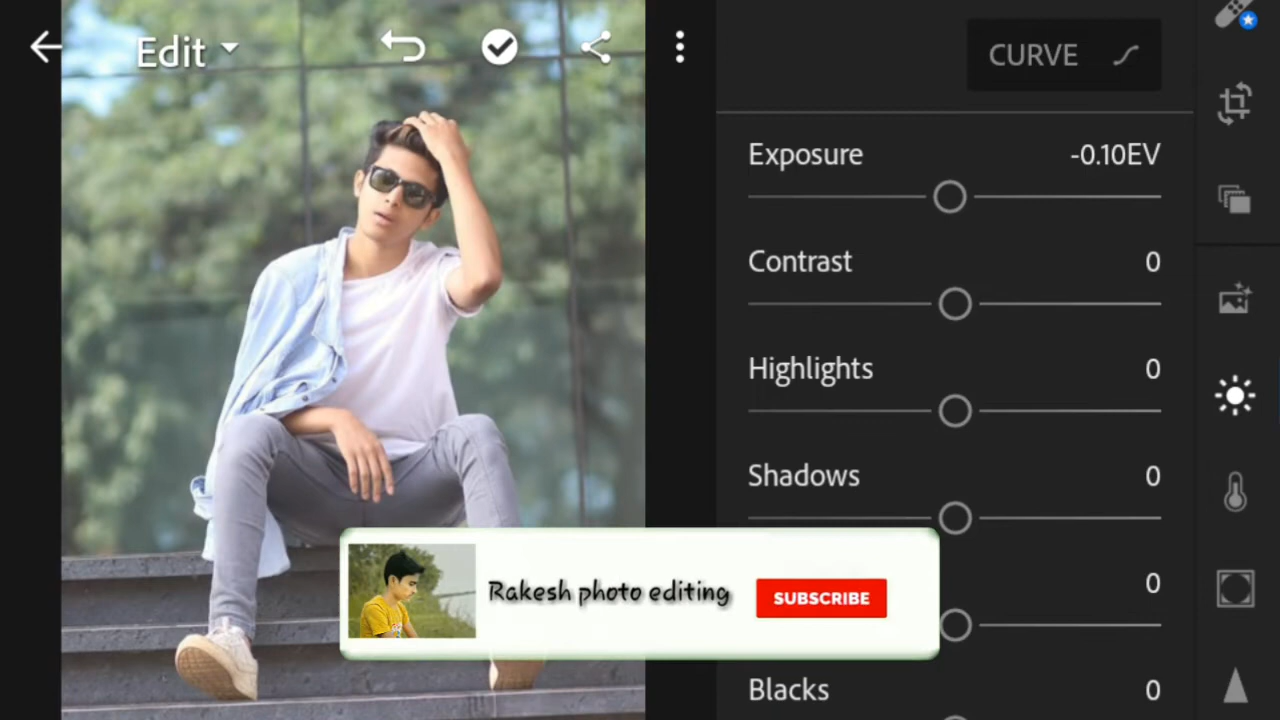 Edit
CURVE
Exposure -0.10EV
Contrast 0
Highlights 0
Shadows 0
Rakesh photo editing
SUBSCRIBE
0
Blacks 0